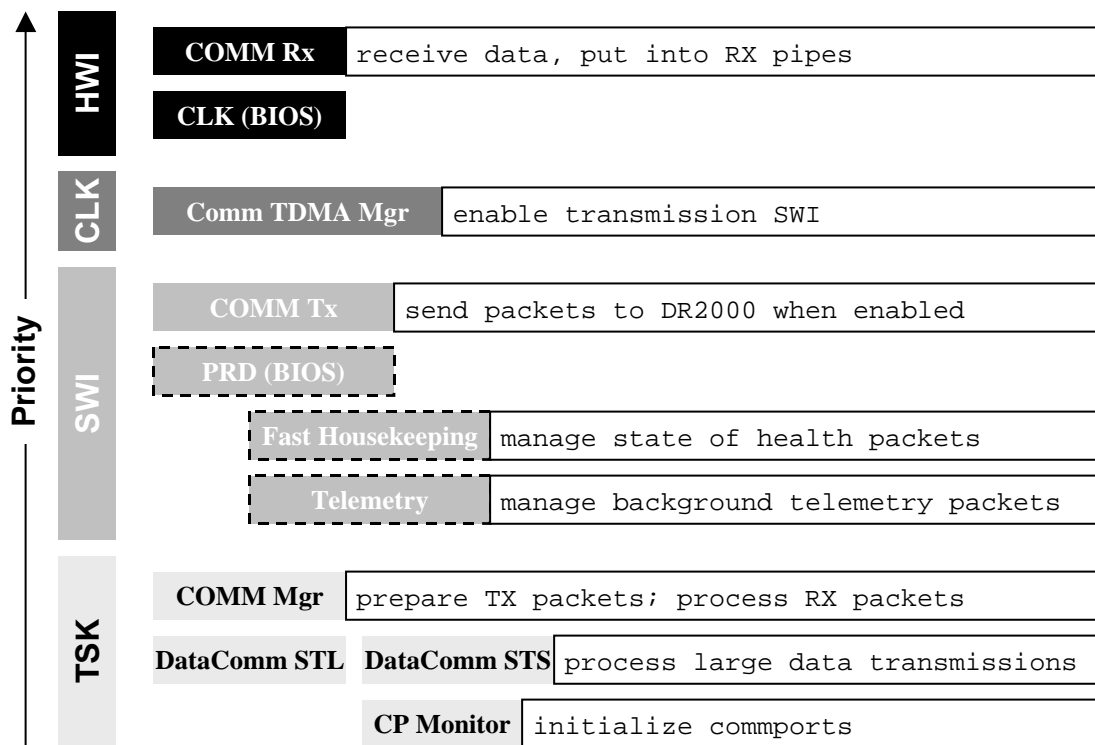 Priority
HWI
COMM Rx receive data, put into RX pipes
CLK (BIOS)
CLK
Comm TDMA Mgr enable transmission SWI
SWI
COMM Tx send packets to DR2000 when enabled
PRD (BIOS)
Fast Housekeeping manage state of health packets
Telemetry manage background telemetry packets
TSK
COMM Mgr prepare TX packets; process RX packets
DataComm STL DataComm STS process large data transmissions
CP Monitor initialize commports